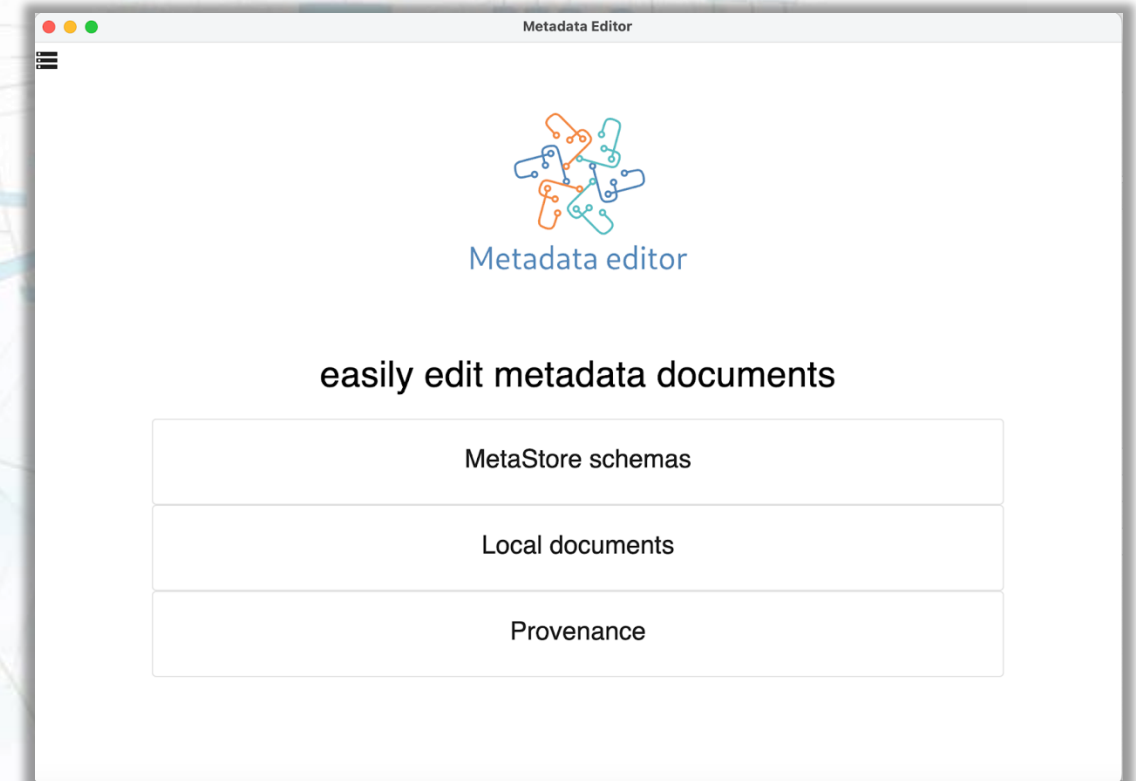 Metadata Editor
Metadata editor
easily edit metadata documents
MetaStore schemas
Local documents
Provenance